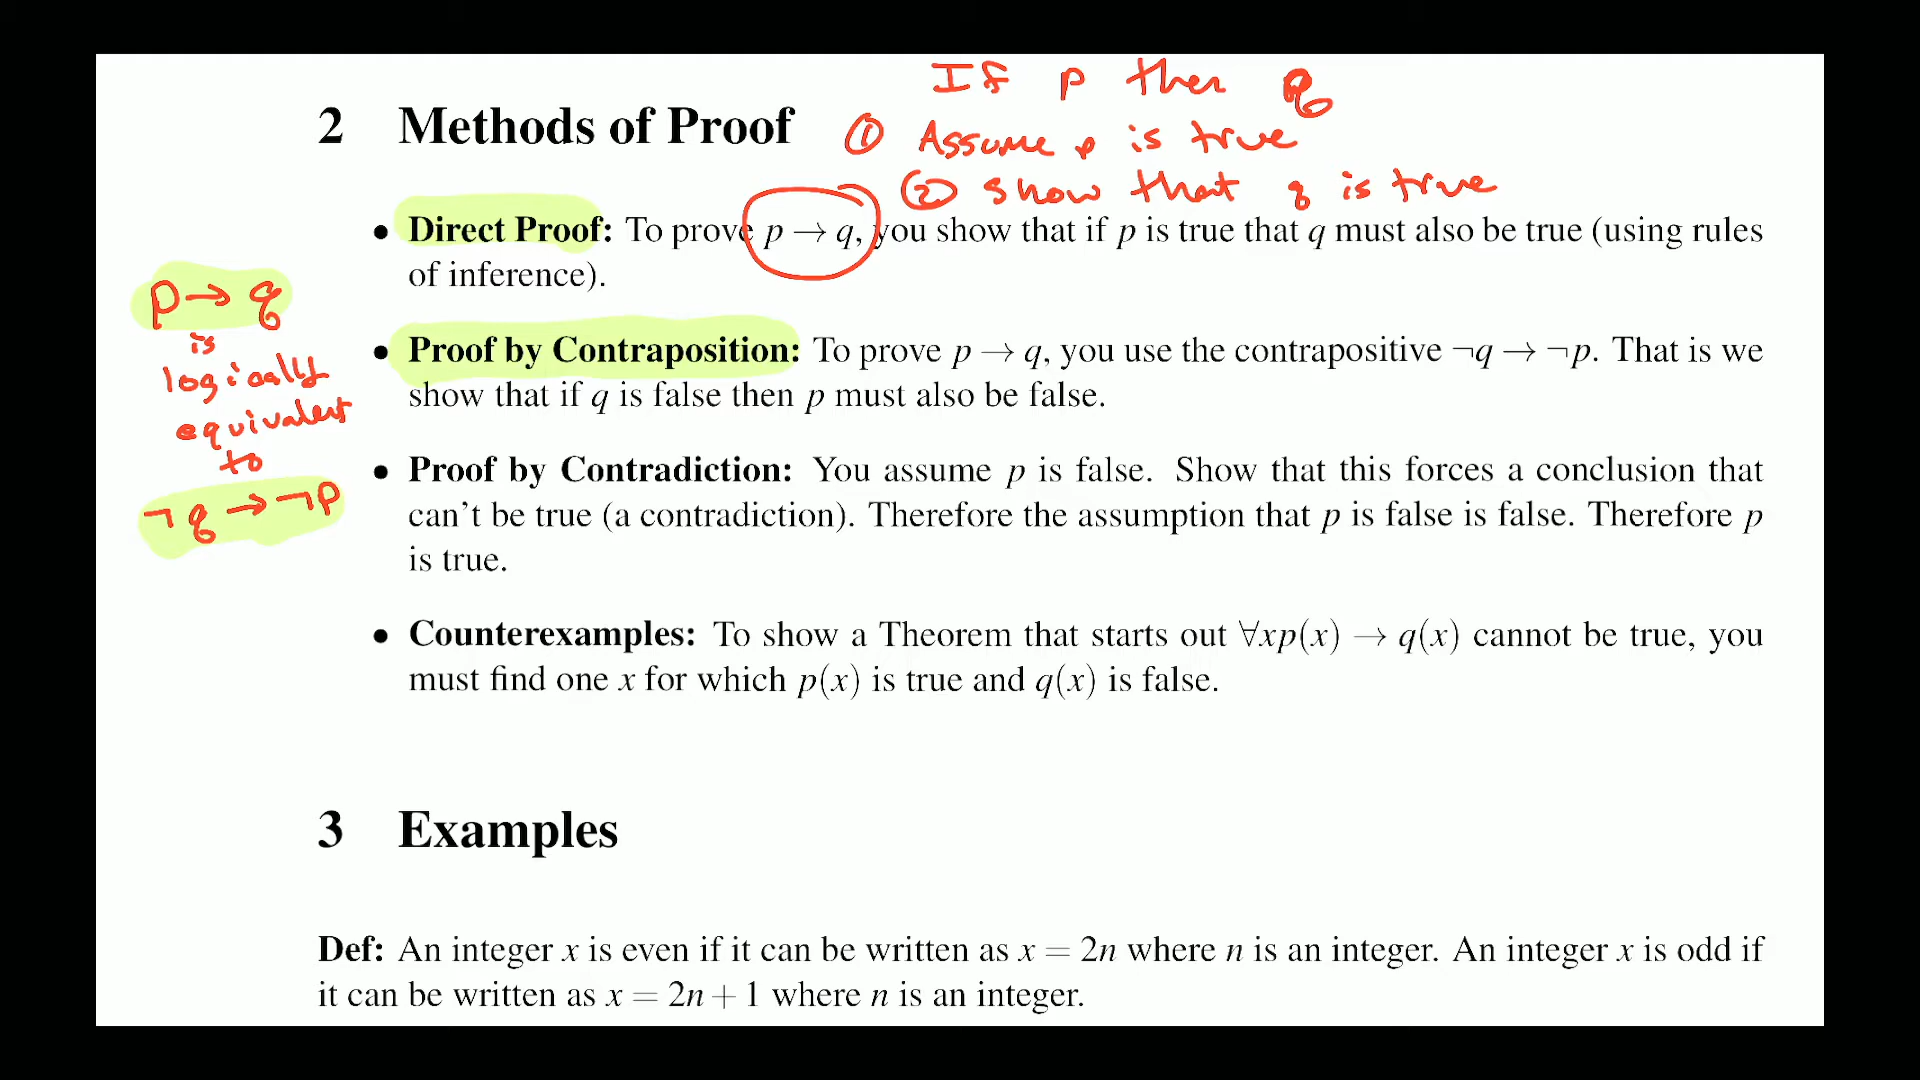 If p then q
2 Methods of Proof
① Assume p is true
② show that q is true
• Direct Proof: To prove p → q, you show that if p is true that q must also be true (using rules
of inference).
p → q
is
logically
equivalent
to
¬q → ¬p
• Proof by Contraposition: To prove p → q, you use the contrapositive ¬q → ¬p. That is we
show that if q is false then p must also be false.
• Proof by Contradiction: You assume p is false. Show that this forces a conclusion that
can't be true (a contradiction). Therefore the assumption that p is false is false. Therefore p
is true.
• Counterexamples: To show a Theorem that starts out ∀xp(x) → q(x) cannot be true, you
must find one x for which p(x) is true and q(x) is false.
3 Examples
Def: An integer x is even if it can be written as x = 2n where n is an integer. An integer x is odd if
it can be written as x = 2n + 1 where n is an integer.